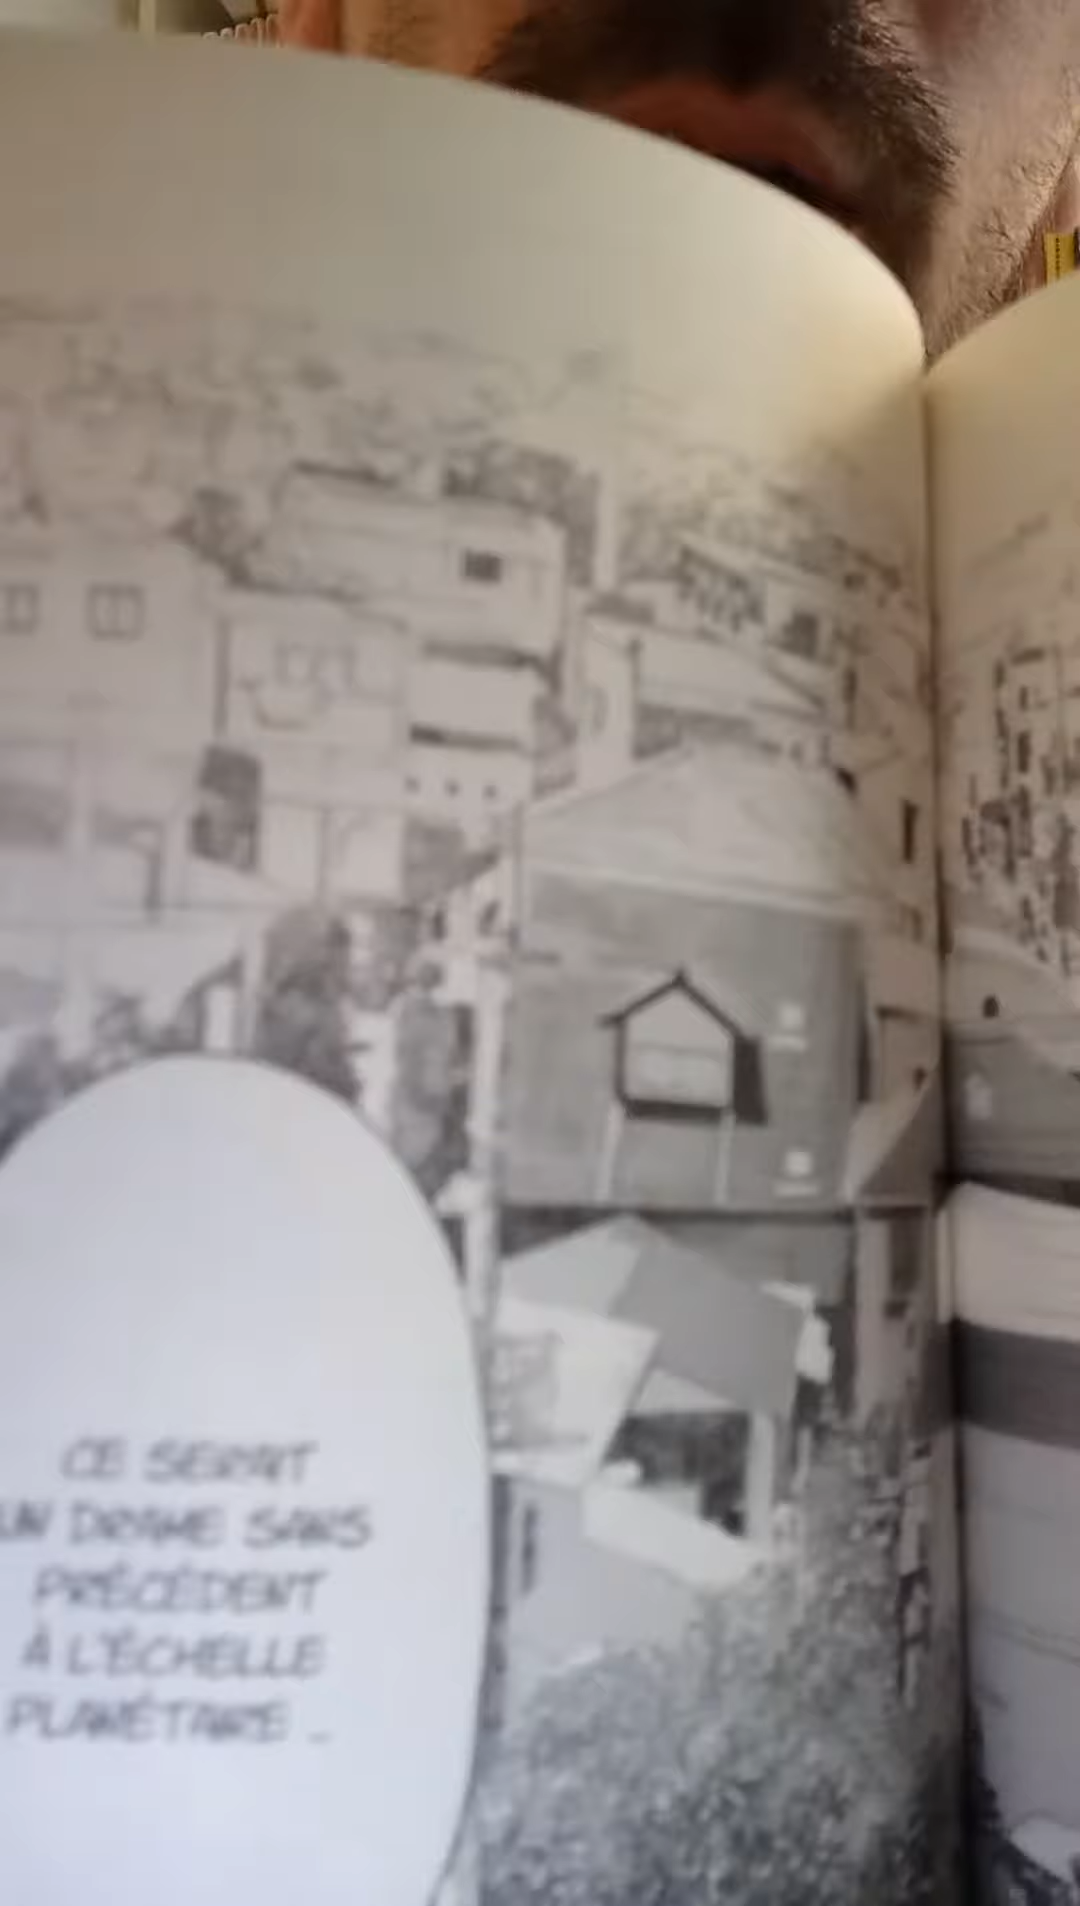 CE SERAIT
UN DRAME SANS
PRÉCÉDENT
À L'ÉCHELLE
PLANÉTAIRE...